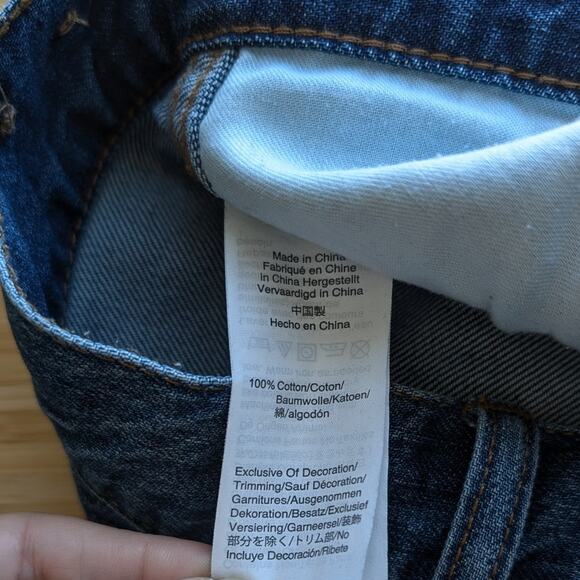 Made in China
Fabriqué en Chine
In China Hergestellt
Vervaardigd in China
中国製
Hecho en China
100% Cotton/Coton/
Baumwolle/Katoen/
綿/algodón
Exclusive Of Decoration/
Trimming/Sauf Décoration/
Garnitures/Ausgenommen
Dekoration/Besatz/Exclusief
Versiering/Garneersel/装飾
部分を除く/トリム部/No
Incluye Decoración/Ribete